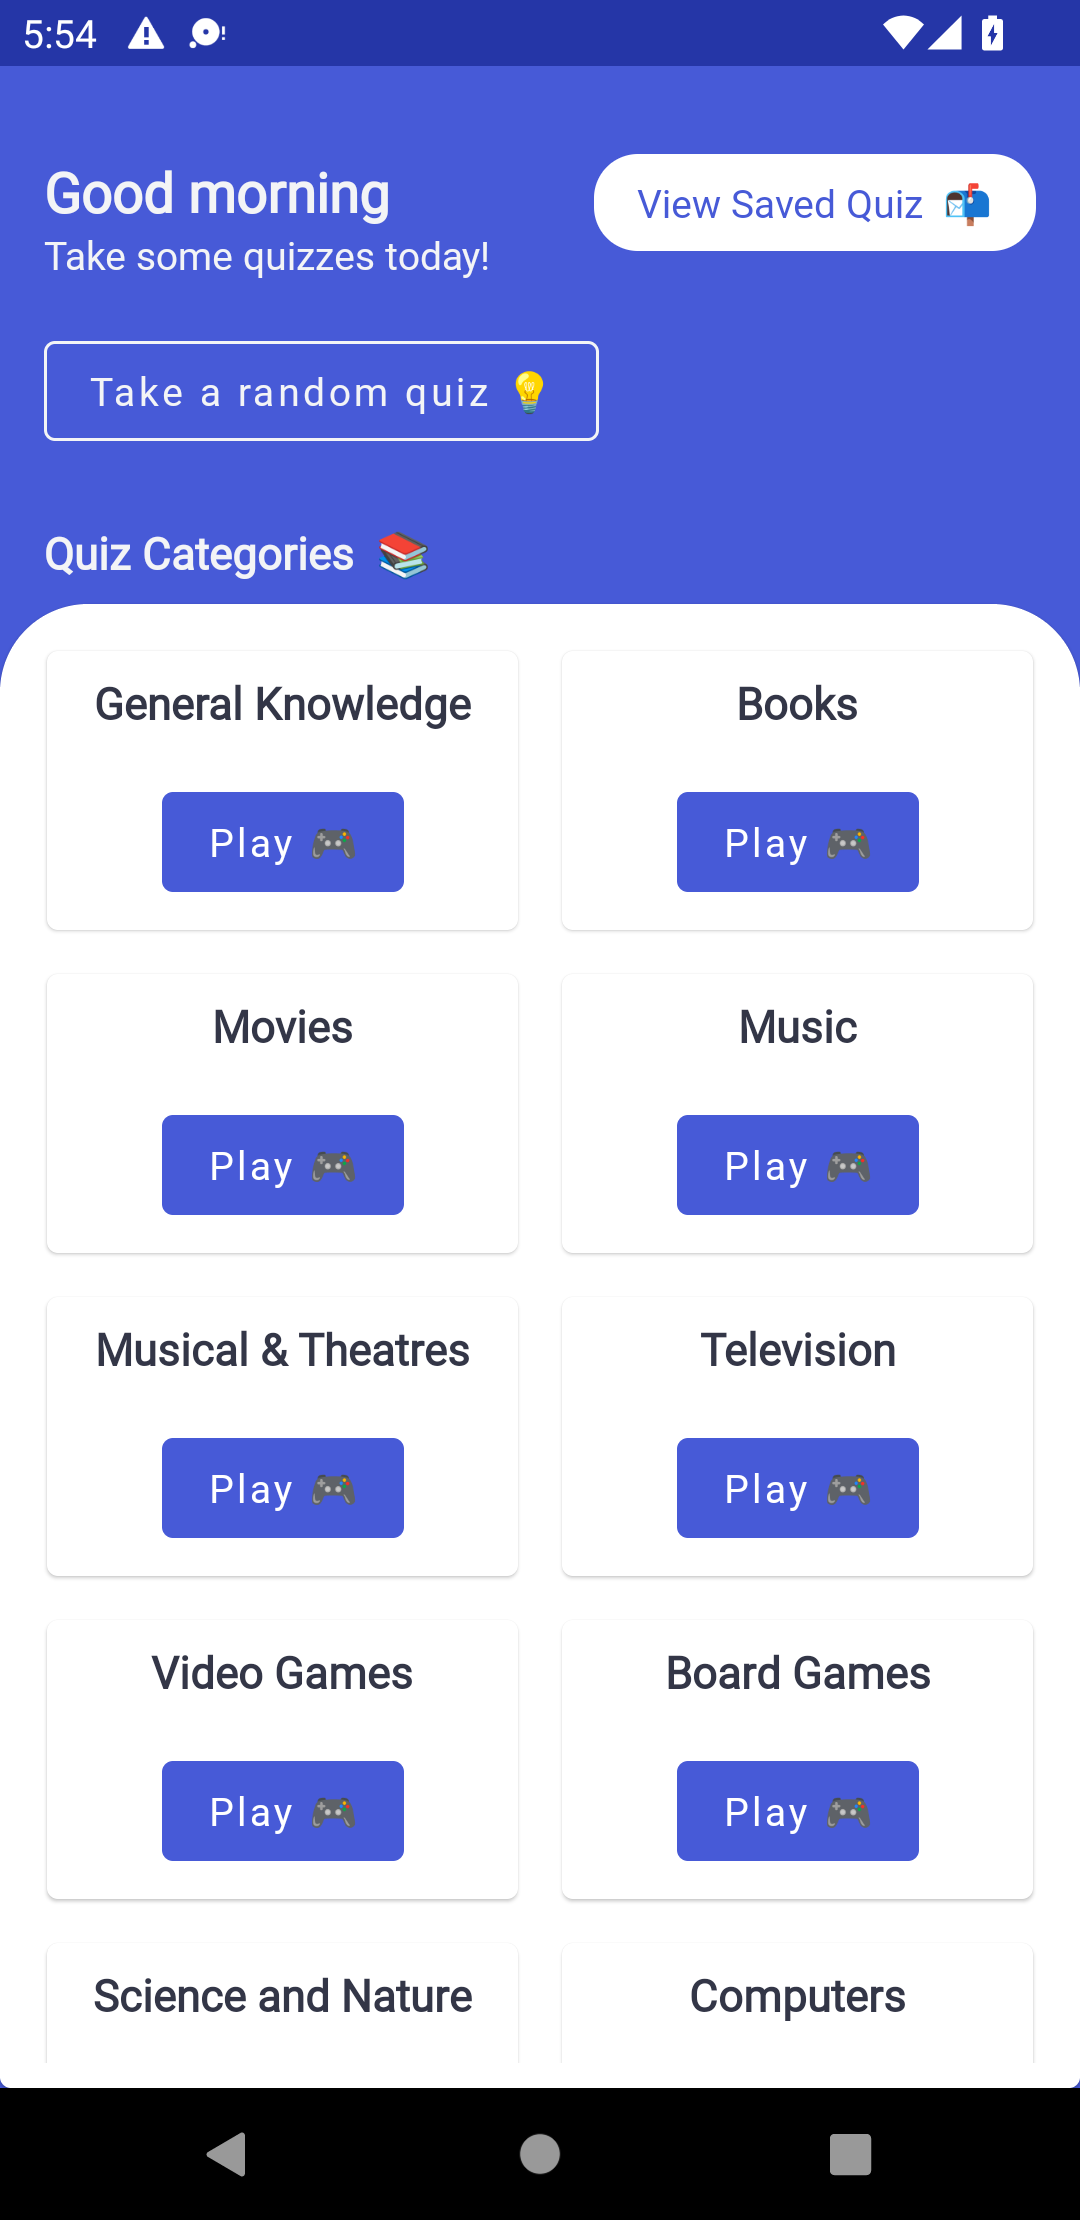 5:54
Good morning
View Saved Quiz
Take some quizzes today!
Take a random quiz
Quiz Categories
General Knowledge
Books
Play
Play
Movies
Music
Play
Play
Musical & Theatres
Television
Play
Play
Video Games
Board Games
Play
Play
Science and Nature
Computers